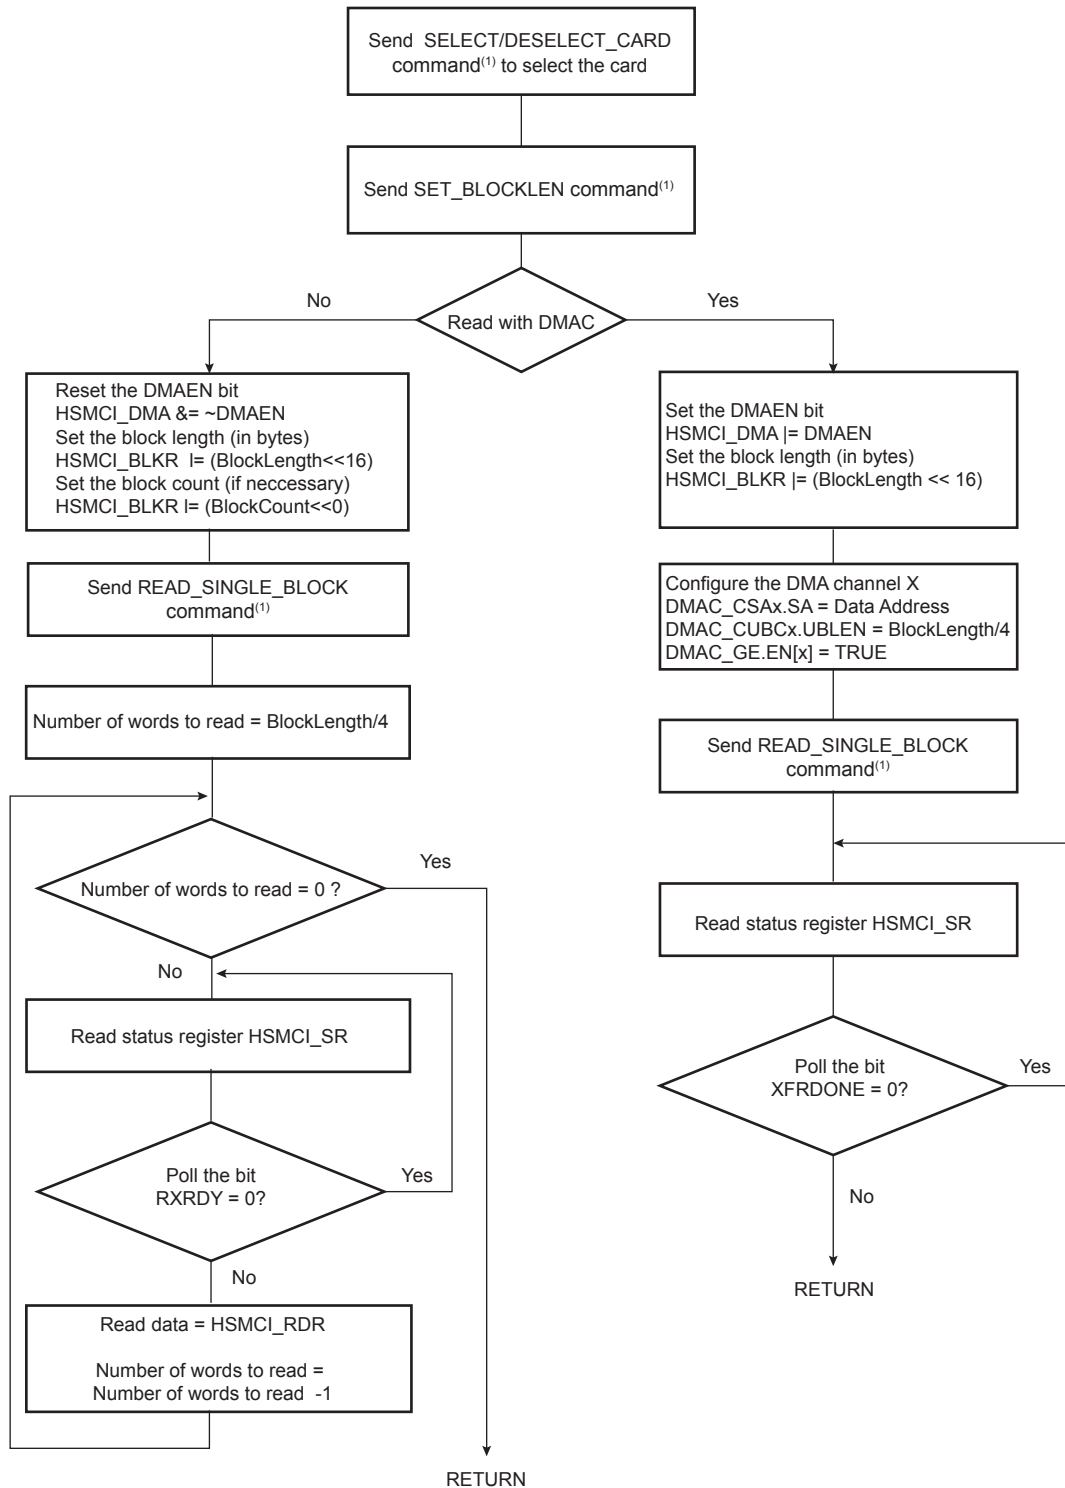 Send SELECT/DESELECT_CARD
command(1) to select the card
Send SET_BLOCKLEN command(1)
No
Yes
Read with DMAC
Reset the DMAEN bit
HSMCI_DMA &= ~DMAEN
Set the block length (in bytes)
HSMCI_BLKR l= (BlockLength<<16)
Set the block count (if neccessary)
HSMCI_BLKR l= (BlockCount<<0)
Send READ_SINGLE_BLOCK
command(1)
Number of words to read = BlockLength/4
Number of words to read = 0 ?
Yes
No
Read status register HSMCI_SR
Poll the bit
RXRDY = 0?
Yes
No
Read data = HSMCI_RDR
Number of words to read =
Number of words to read -1
RETURN
Set the DMAEN bit
HSMCI_DMA |= DMAEN
Set the block length (in bytes)
HSMCI_BLKR |= (BlockLength << 16)
Configure the DMA channel X
DMAC_CSAx.SA = Data Address
DMAC_CUBCx.UBLEN = BlockLength/4
DMAC_GE.EN[x] = TRUE
Send READ_SINGLE_BLOCK
command(1)
Read status register HSMCI_SR
Poll the bit
XFRDONE = 0?
Yes
No
RETURN